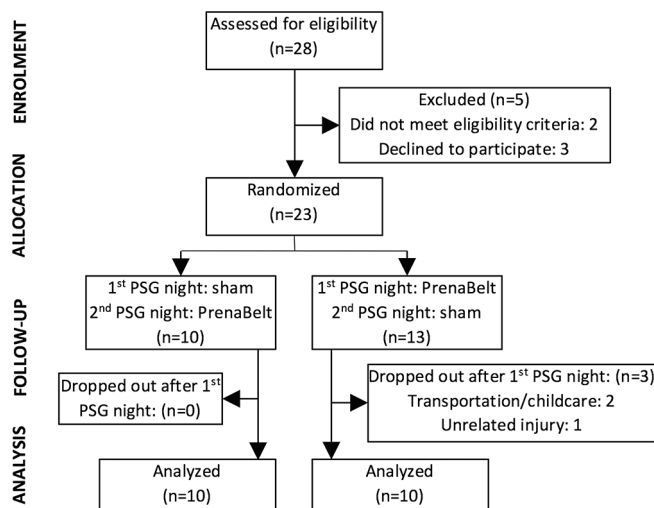 ENROLMENT
Assessed for eligibility
(n=28)
Excluded (n=5)
Did not meet eligibility criteria: 2
Declined to participate: 3
ALLOCATION
Randomized
(n=23)
1st PSG night: sham
2nd PSG night: PrenaBelt
(n=10)
1st PSG night: PrenaBelt
2nd PSG night: sham
(n=13)
FOLLOW-UP
Dropped out after 1st
PSG night: (n=0)
Dropped out after 1st PSG night: (n=3)
Transportation/childcare: 2
Unrelated injury: 1
ANALYSIS
Analyzed
(n=10)
Analyzed
(n=10)